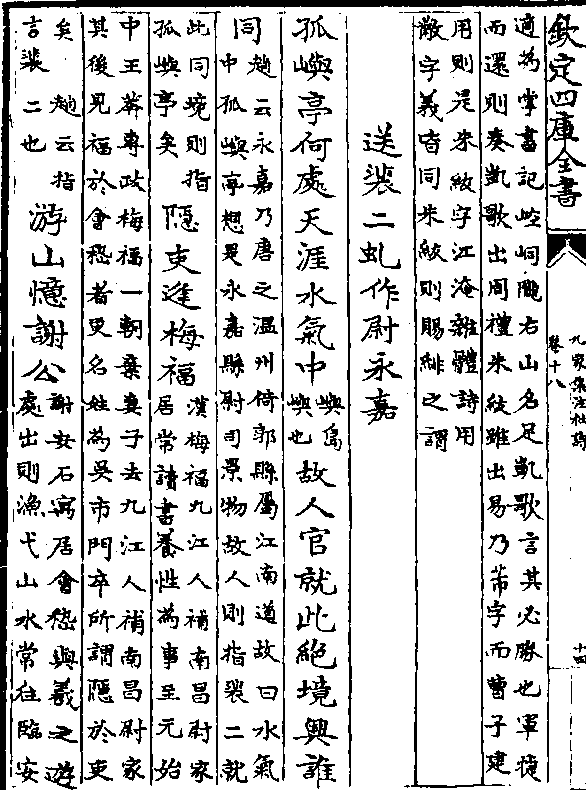 欽定四庫全書
九家集注杜詩
卷十八
十四
適為掌書記崆峒隴右山名足凱歌言其必勝也軍捷
而還則奏凱歌出周禮朱紱雖出易乃芾字而曹子建
用則是朱紱字江淹雜體詩用
黻字義皆同朱紱則賜緋之謂
送裴二虬作尉永嘉
孤嶼亭何處天涯水氣中嶼島嶼也故人官就此絕境興誰
同趙云永嘉乃唐之温州倚郭縣屬江南道故曰水氣
中孤嶼亭想是永嘉縣尉司景物故人則指裴二就
此同境則指孤嶼亭矣隱吏逢梅福漢梅福九江人補南昌尉家居常讀書養性為事至元始
中王莽專政梅福一朝棄妻子去九江人補南昌尉家
其後見福於會稽者更名姓為吳市門卒所謂隱於吏
矣趙云指言裴二也游山憶謝公謝安石寓居會稽與羲之遊處出則漁弋山水常往臨安